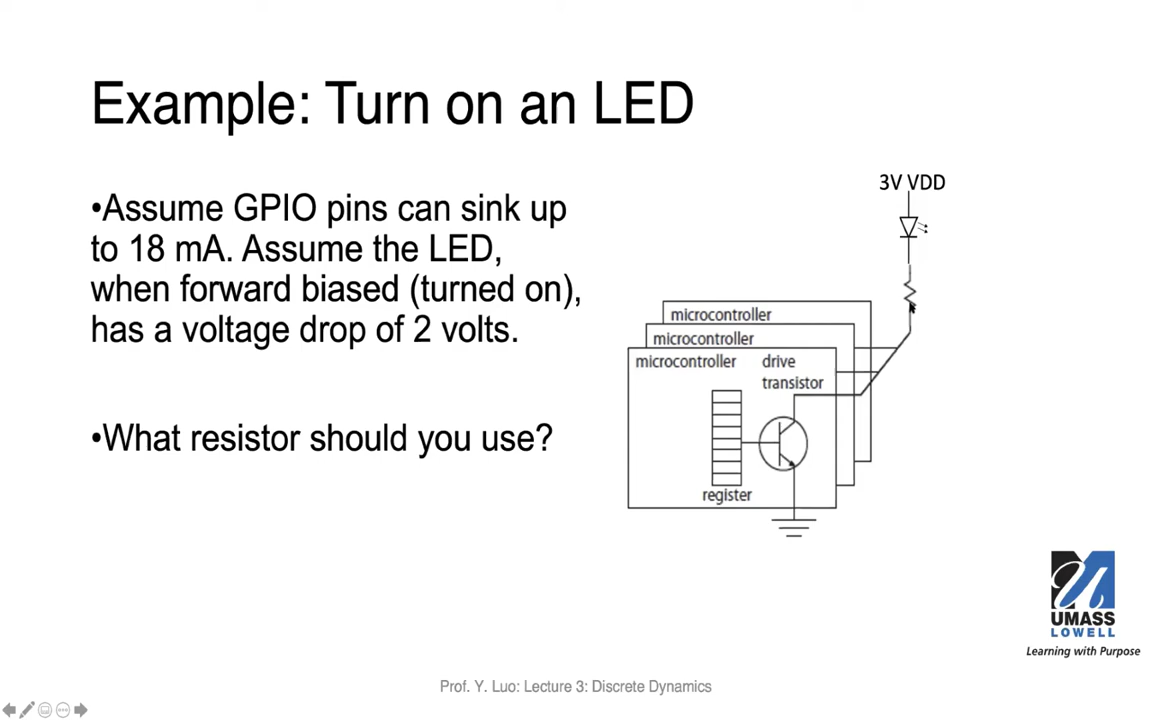 Example: Turn on an LED
•Assume GPIO pins can sink up
to 18 mA. Assume the LED,
when forward biased (turned on),
has a voltage drop of 2 volts.
•What resistor should you use?
3V VDD
microcontroller
microcontroller
microcontroller
drive
transistor
register
UMASS
LOWELL
Learning with Purpose
Prof. Y. Luo: Lecture 3: Discrete Dynamics